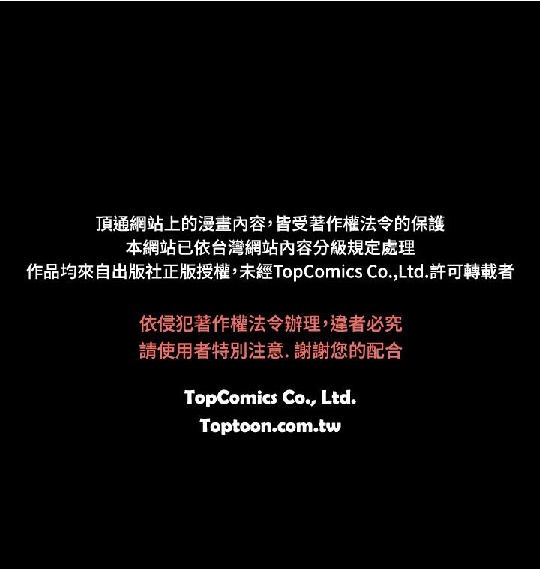 頂通網站上的漫畫內容，皆受著作權法令的保護
本網站已依台灣網站內容分級規定處理
作品均來自出版社正版授權，未經TopComics Co.,Ltd.許可轉載者
依侵犯著作權法令辦理，違者必究
請使用者特別注意. 謝謝您的配合
TopComics Co., Ltd.
Toptoon.com.tw